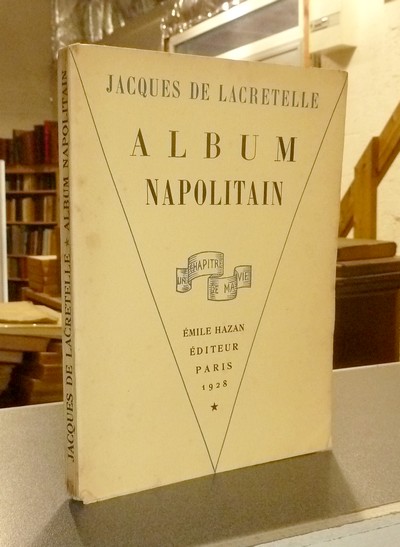 JACQUES DE LACRETELLE
ALBUM
NAPOLITAIN
UN CHAPITRE
DE MA VIE
ÉMILE HAZAN
ÉDITEUR
PARIS
1928
★
JACQUES DE LACRETELLE ★ ALBUM NAPOLITAIN